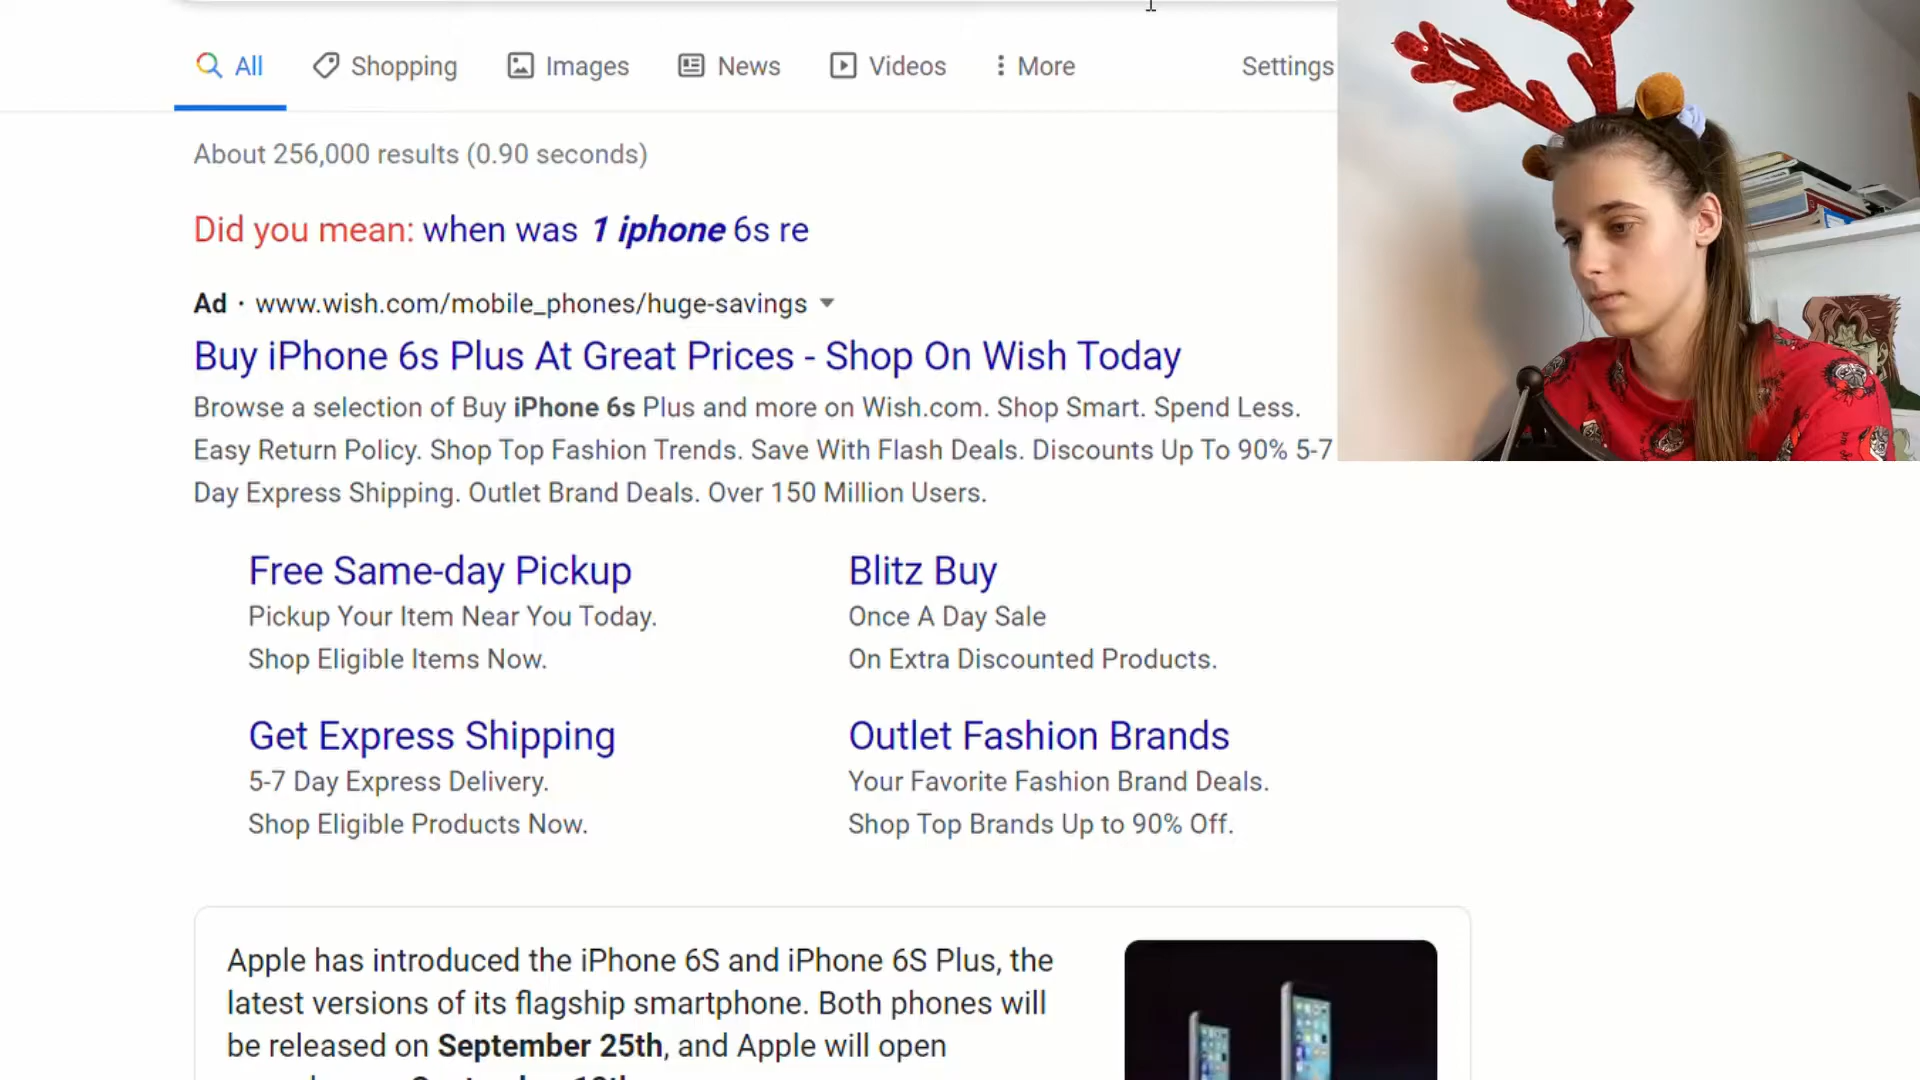 All Shopping Images News Videos More Settings
About 256,000 results (0.90 seconds)
Did you mean: when was 1 iphone 6s re
Ad · www.wish.com/mobile_phones/huge-savings
Buy iPhone 6s Plus At Great Prices - Shop On Wish Today
Browse a selection of Buy iPhone 6s Plus and more on Wish.com. Shop Smart. Spend Less.
Easy Return Policy. Shop Top Fashion Trends. Save With Flash Deals. Discounts Up To 90% 5-7
Day Express Shipping. Outlet Brand Deals. Over 150 Million Users.
Free Same-day Pickup
Pickup Your Item Near You Today.
Shop Eligible Items Now.
Blitz Buy
Once A Day Sale
On Extra Discounted Products.
Get Express Shipping
5-7 Day Express Delivery.
Shop Eligible Products Now.
Outlet Fashion Brands
Your Favorite Fashion Brand Deals.
Shop Top Brands Up to 90% Off.
Apple has introduced the iPhone 6S and iPhone 6S Plus, the
latest versions of its flagship smartphone. Both phones will
be released on September 25th, and Apple will open